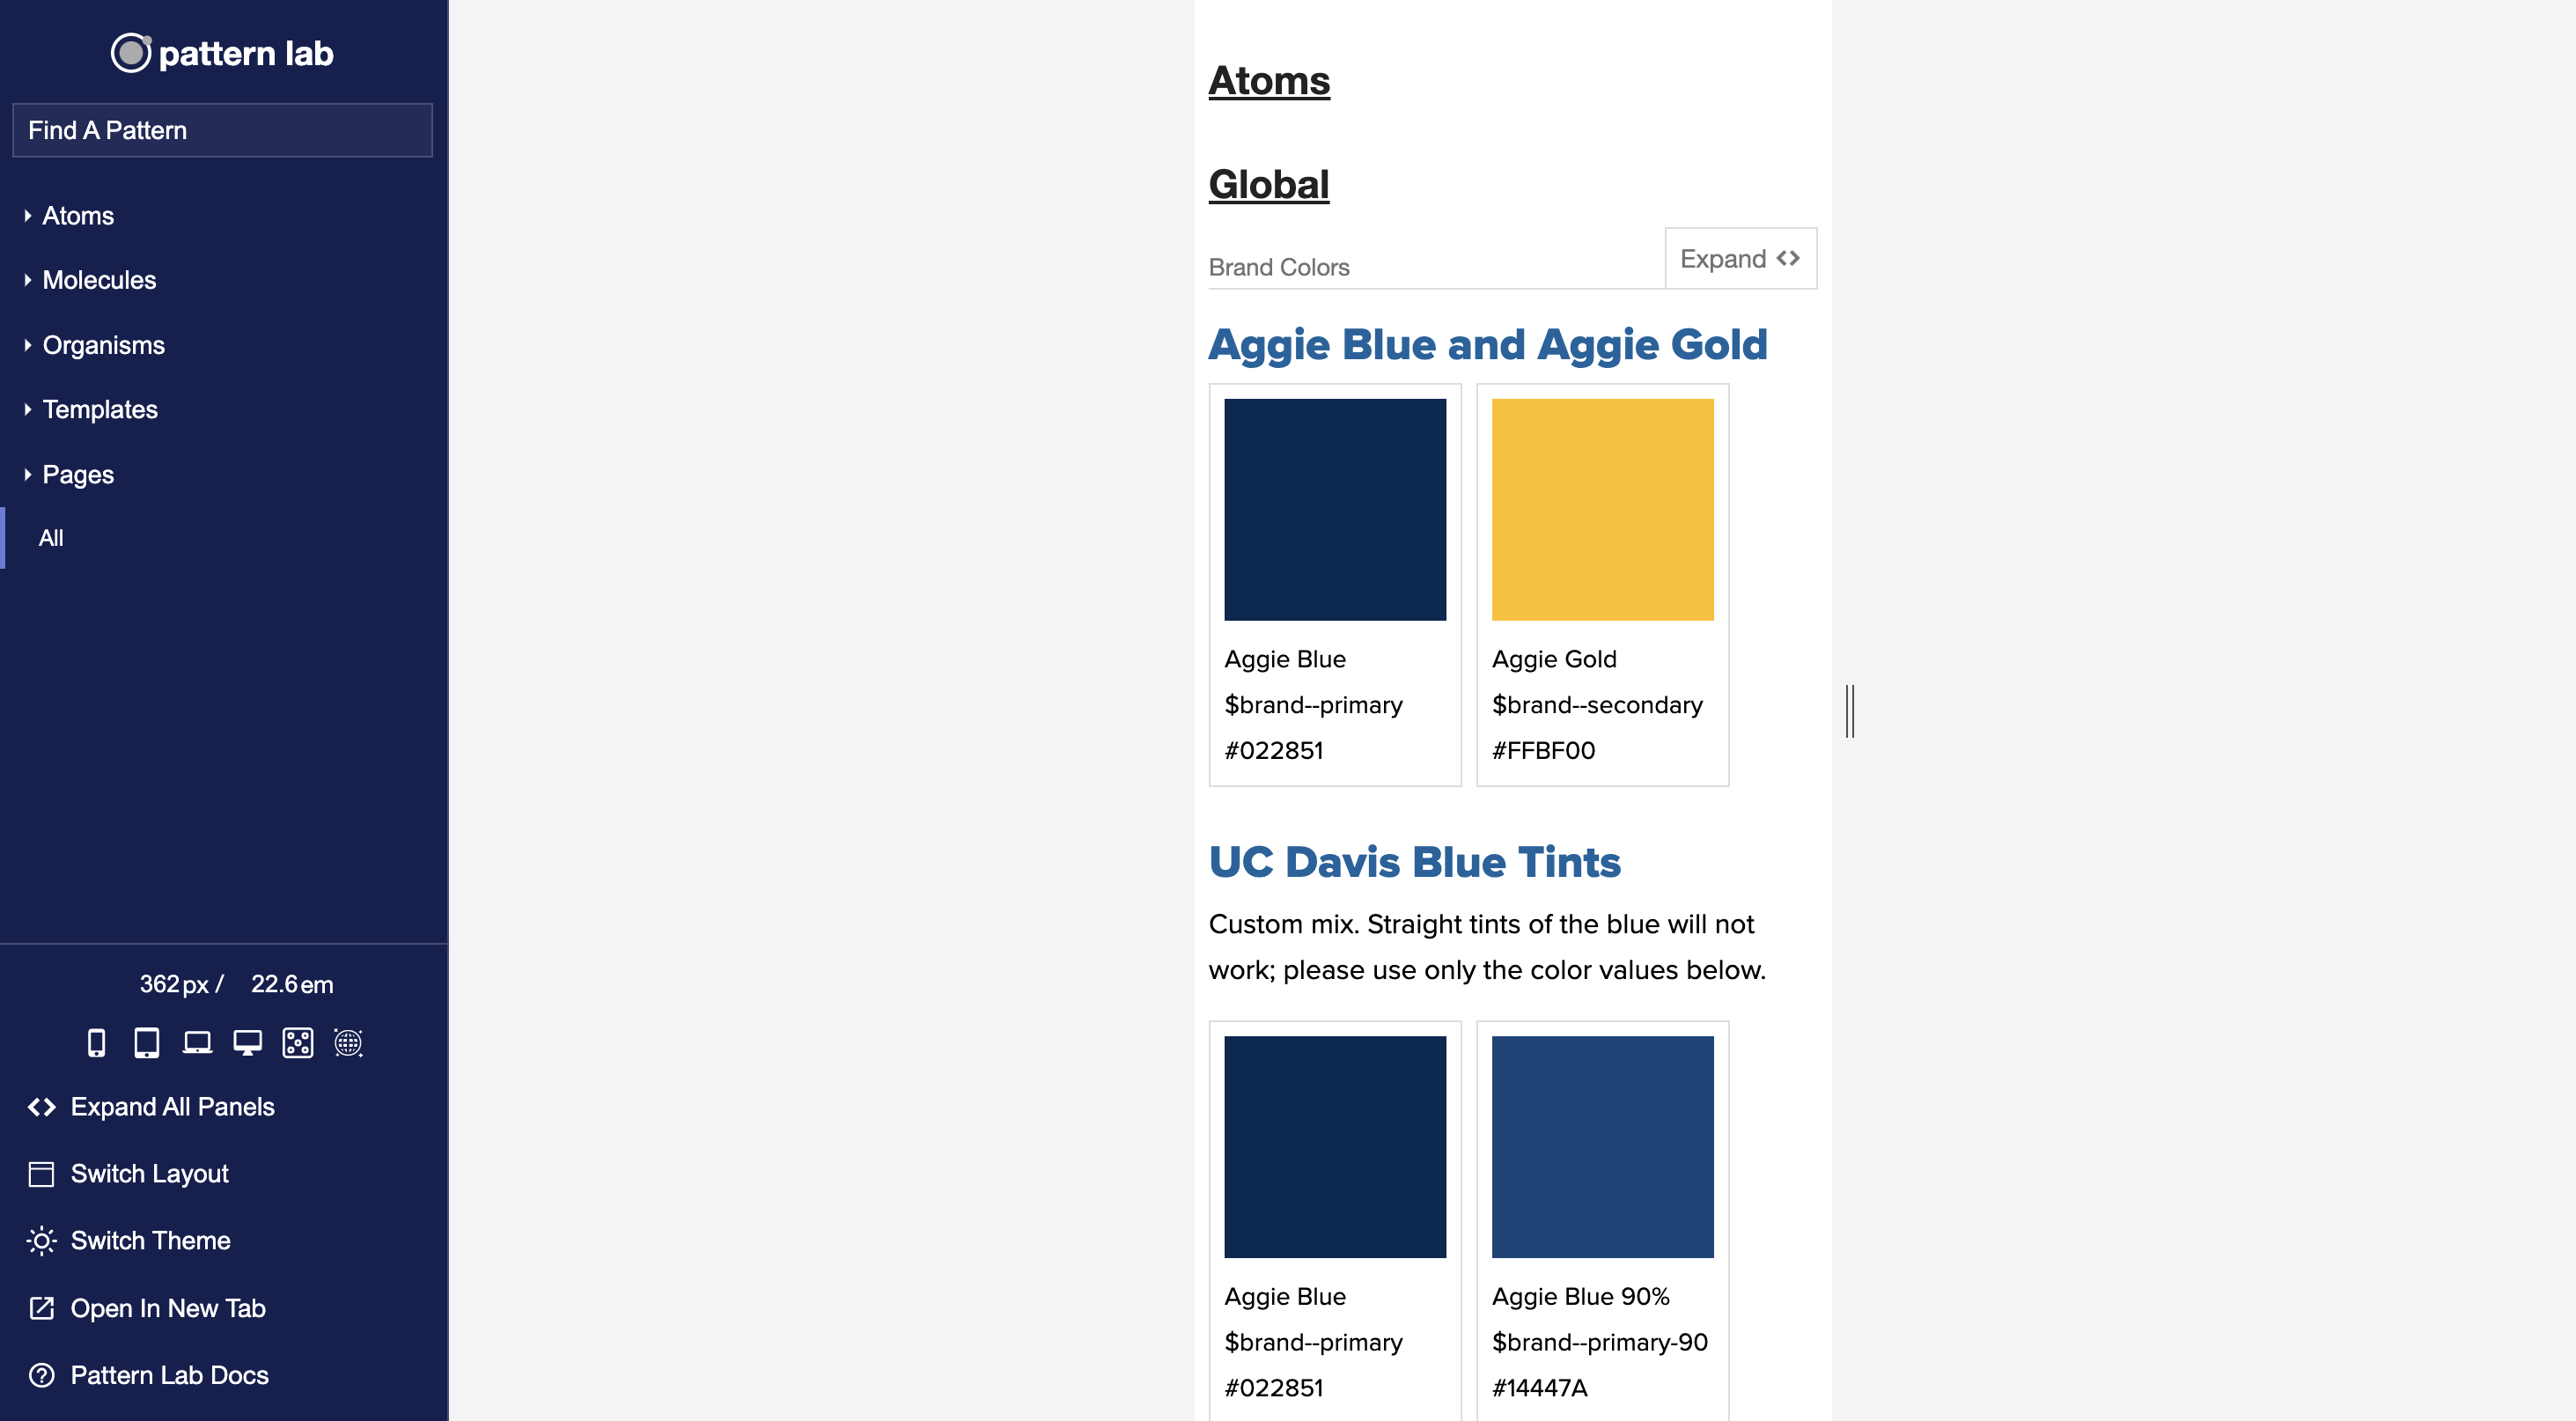 pattern lab
Find A Pattern
Atoms
Molecules
Organisms
Templates
Pages
All
362 px / 22.6 em
Expand All Panels
Switch Layout
Switch Theme
Open In New Tab
Pattern Lab Docs
Atoms
Global
Brand Colors
Expand <>
Aggie Blue and Aggie Gold
Aggie Blue
$brand--primary
#022851
Aggie Gold
$brand--secondary
#FFBF00
UC Davis Blue Tints
Custom mix. Straight tints of the blue will not
work; please use only the color values below.
Aggie Blue
$brand--primary
#022851
Aggie Blue 90%
$brand--primary-90
#14447A